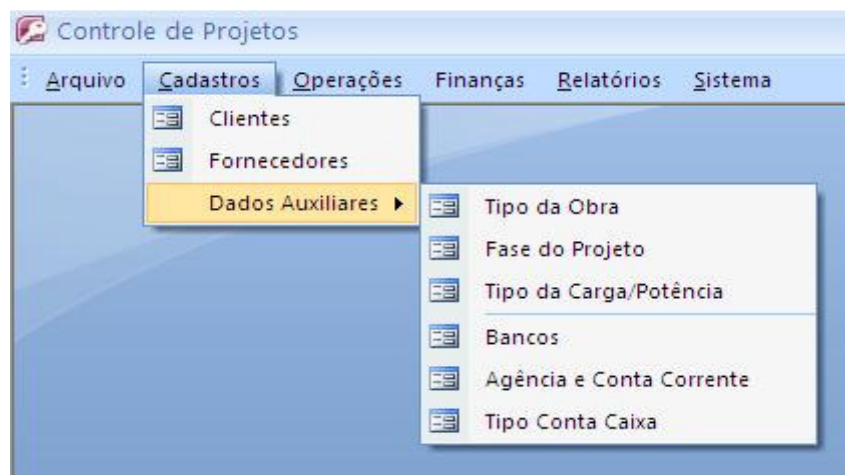 Controle de Projetos
Arquivo Cadastros Operações Finanças Relatórios Sistema
Clientes
Fornecedores
Dados Auxiliares
Tipo da Obra
Fase do Projeto
Tipo da Carga/Potência
Bancos
Agência e Conta Corrente
Tipo Conta Caixa